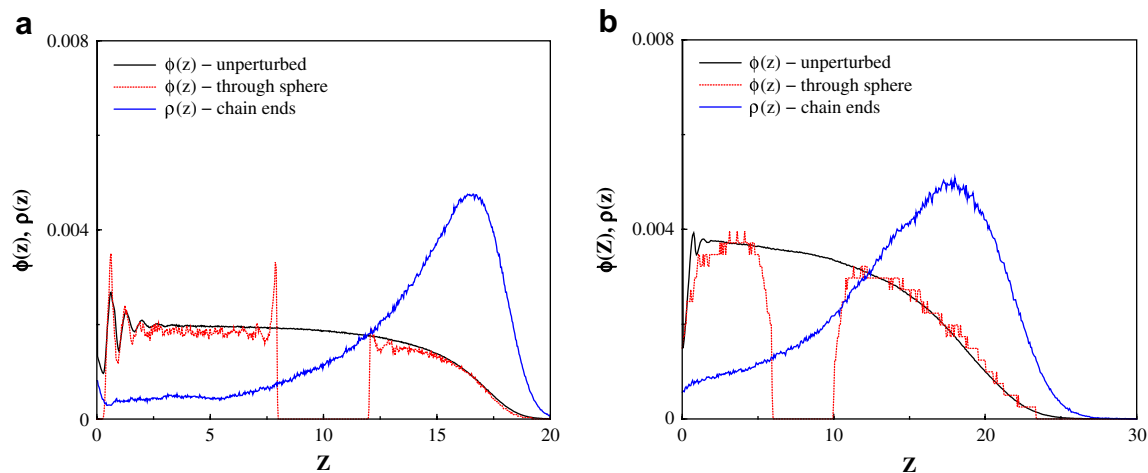 a
0.008
ϕ(z) − unperturbed
ϕ(z) − through sphere
ρ(z) − chain ends
ϕ(z), ρ(z)
0.004
0
0 5 10 15 20
Z
b
0.008
ϕ(z) − unperturbed
ϕ(z) − through sphere
ρ(z) − chain ends
ϕ(Z), ρ(z)
0.004
0
0 10 20 30
Z